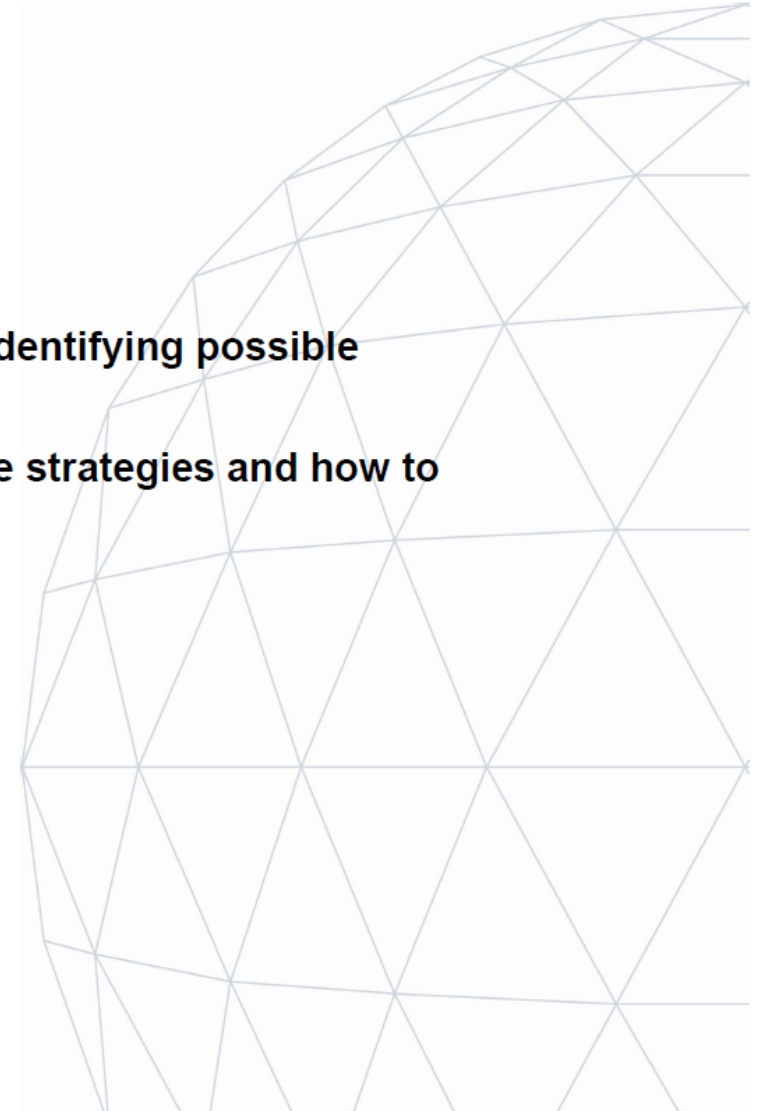 dentifying possible
e strategies and how to